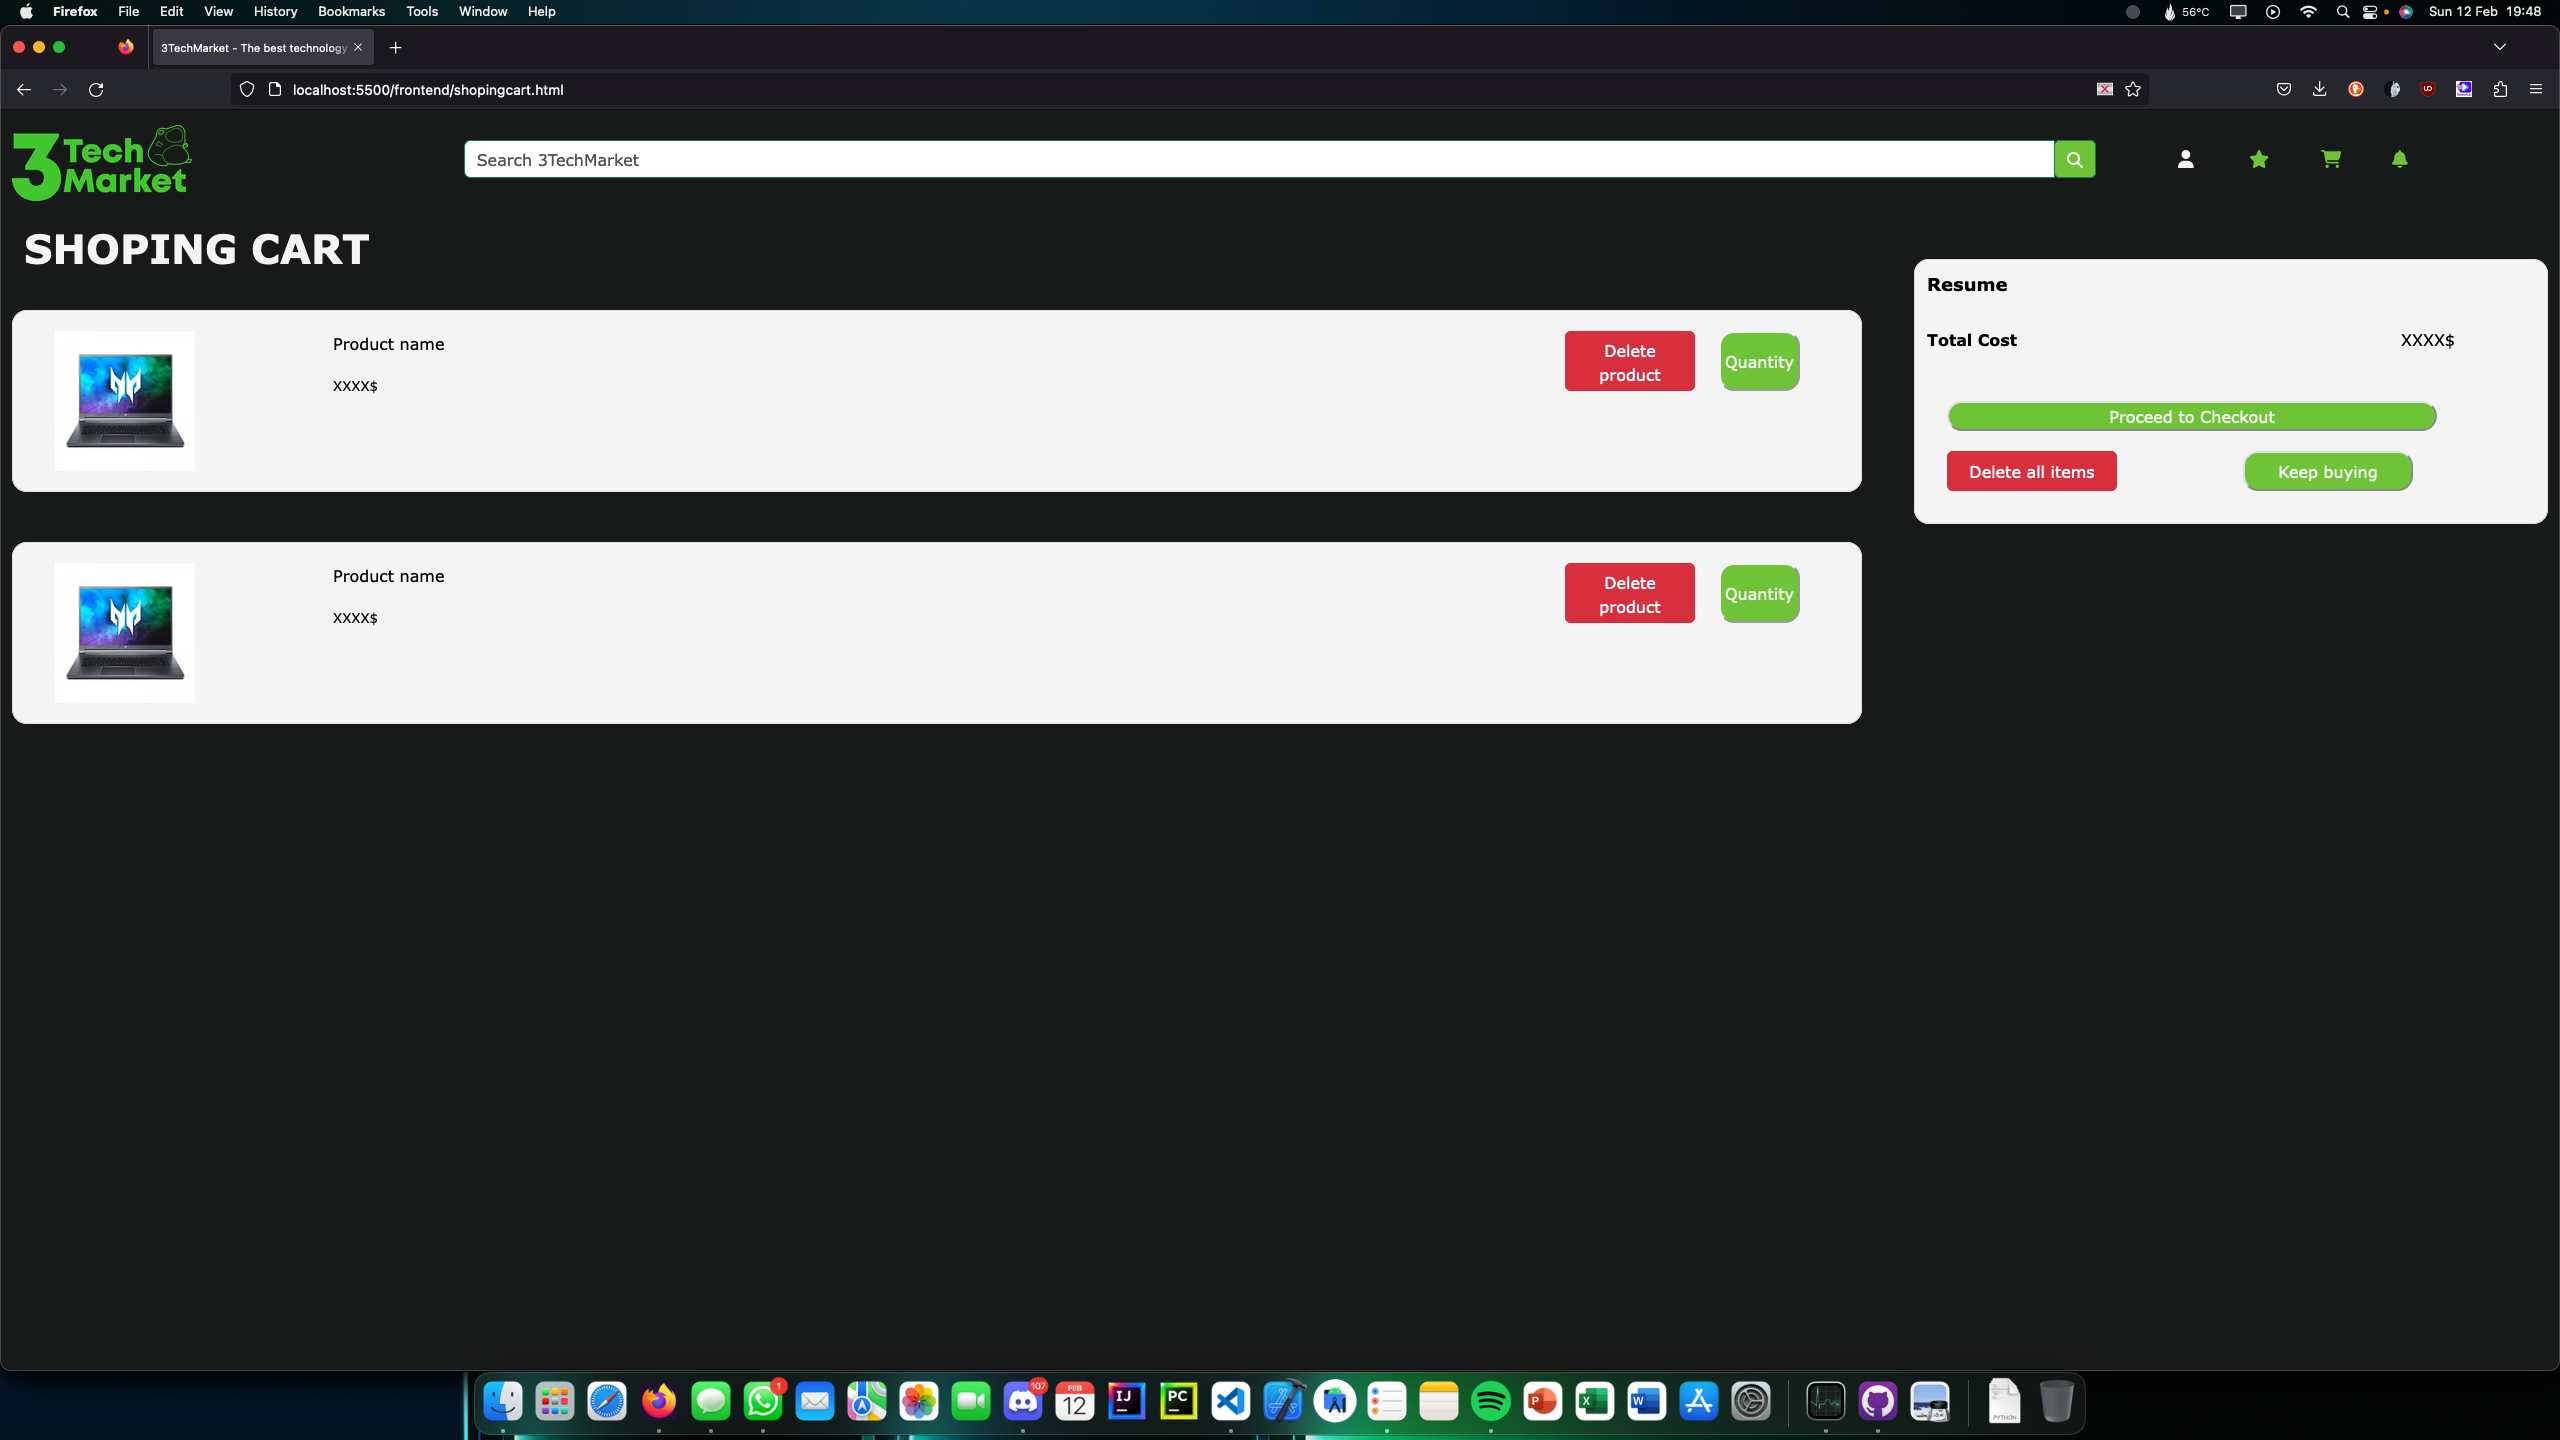 Firefox File Edit View History Bookmarks Tools Window Help
56°C
Sun 12 Feb 19:48
3TechMarket - The best technology
localhost:5500/frontend/shopingcart.html
3 Tech
Market
Search 3TechMarket
SHOPING CART
Product name
XXXX$
Delete
product
Quantity
Product name
XXXX$
Delete
product
Quantity
Resume
Total Cost XXXX$
Proceed to Checkout
Delete all items
Keep buying
1
107
FEB
12
IJ
PC
P
X
W
PYTHON